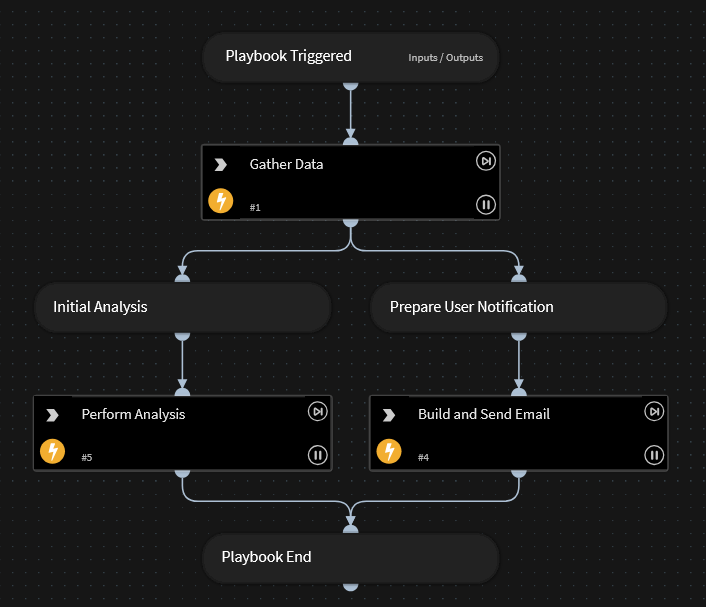 Playbook Triggered
Inputs / Outputs
Gather Data
#1
Initial Analysis
Prepare User Notification
Perform Analysis
#5
Build and Send Email
#4
Playbook End